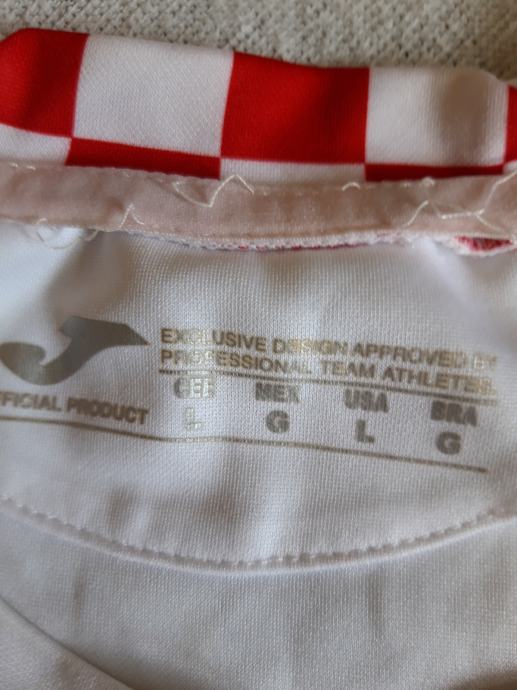 EXCLUSIVE DESIGN APPROVED BY
PROFESSIONAL TEAM ATHLETES.
OFFICIAL PRODUCT
CEE MEX USA BRA
L G L G